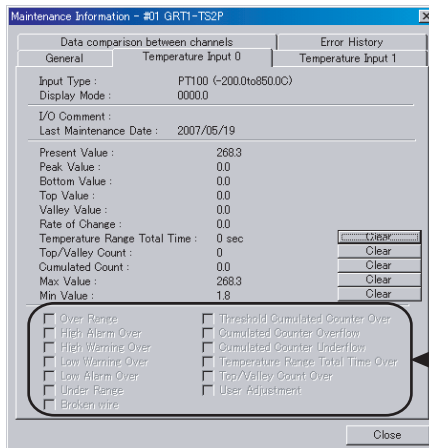 Maintenance Information - #01 GRT1-TS2P
Data comparison between channels Error History
General Temperature Input 0 Temperature Input 1
Input Type : PT100 (-200.0to850.0C)
Display Mode : 0000.0
I/O Comment :
Last Maintenance Date : 2007/05/19
Present Value : 268.3
Peak Value : 0.0
Bottom Value : 0.0
Top Value : 0.0
Valley Value : 0.0
Rate of Change : 0.0
Temperature Range Total Time : 0 sec Clear
Top/Valley Count : 0 Clear
Cumulated Count : 0.0 Clear
Max Value : 268.3 Clear
Min Value : 1.8 Clear
Over Range Threshold Cumulated Counter Over
High Alarm Over Cumulated Counter Overflow
High Warning Over Cumulated Counter Underflow
Low Warning Over Temperature Range Total Time Over
Low Alarm Over Top/Valley Count Over
Under Range User Adjustment
Broken wire
Close